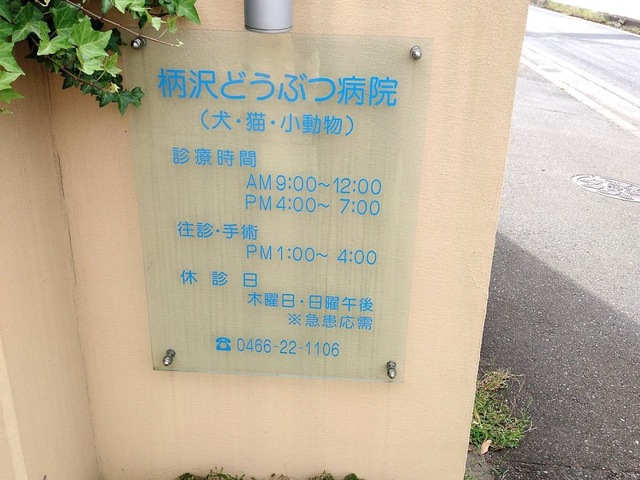 柄沢どうぶつ病院
（犬・猫・小動物）
診療時間
AM9:00～12:00
PM4:00～ 7:00
往診・手術
PM1:00～ 4:00
休診日
木曜日・日曜午後
※急患応需
☎0466-22-1106